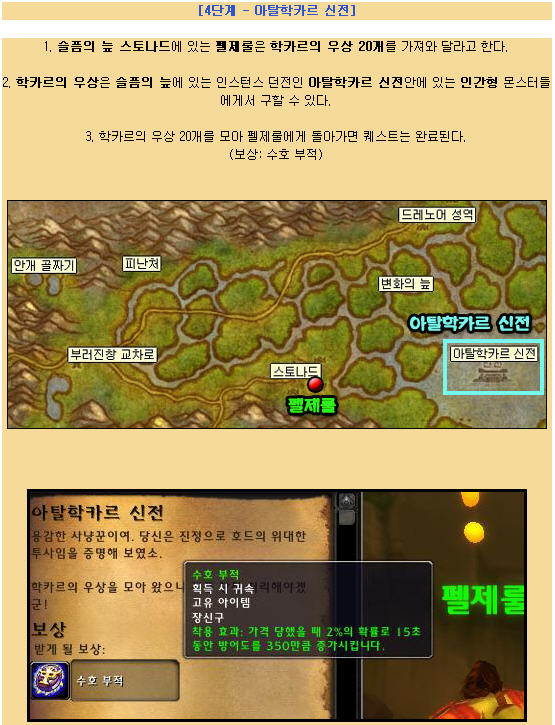 [4단계 - 아탈학카르 신전]
1. 슬픔의 늪 스토나드에 있는 펠제룰은 학카르의 우상 20개를 가져와 달라고 한다.
2. 학카르의 우상은 슬픔의 늪에 있는 인스턴스 던전인 아탈학카르 신전안에 있는 인간형 몬스터들
에게서 구할 수 있다.
3. 학카르의 우상 20개를 모아 펠제룰에게 돌아가면 퀘스트는 완료된다.
(보상: 수호 부적)
드레노어 성역
안개 골짜기
피난처
변화의 늪
아탈학카르 신전
부러진창 교차로
아탈학카르 신전
스토나드
펠제룰
아탈학카르 신전
용감한 사냥꾼이여. 당신은 진정으로 호드의 위대한
투사임을 증명해 보였소.
학카르의 우상을 모아 왔으니
리해야겠
군!
수호 부적
획득 시 귀속
고유 아이템
장신구
착용 효과: 가격 당했을 때 2%의 확률로 15초
동안 방어도를 350만큼 증가시킵니다.
펠제룰
보상
받게 될 보상:
수호 부적